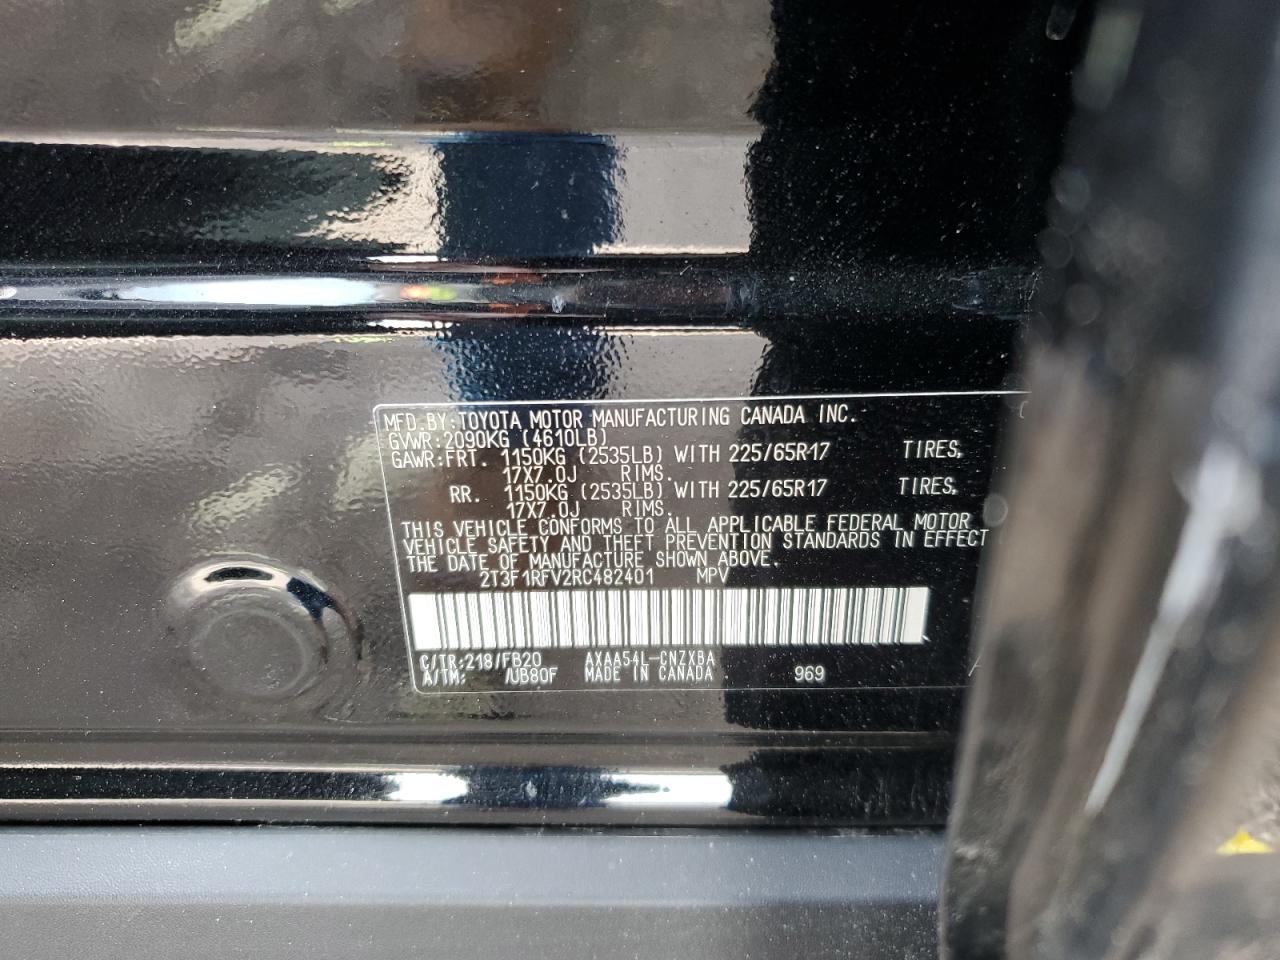 MFD.BY:TOYOTA MOTOR MANUFACTURING CANADA INC.
GVWR:2090KG (4610LB)
GAWR:FRT. 1150KG (2535LB) WITH 225/65R17 TIRES,
17X7.0J RIMS.
RR. 1150KG (2535LB) WITH 225/65R17 TIRES,
17X7.0J RIMS.
THIS VEHICLE CONFORMS TO ALL APPLICABLE FEDERAL MOTOR
VEHICLE SAFETY AND THEFT PREVENTION STANDARDS IN EFFECT
THE DATE OF MANUFACTURE SHOWN ABOVE.
2T3F1RFV2RC482401 MPV
C/TR:218/FB20 AXAA54L-CNZXBA
A/TM: /UB80F MADE IN CANADA 969